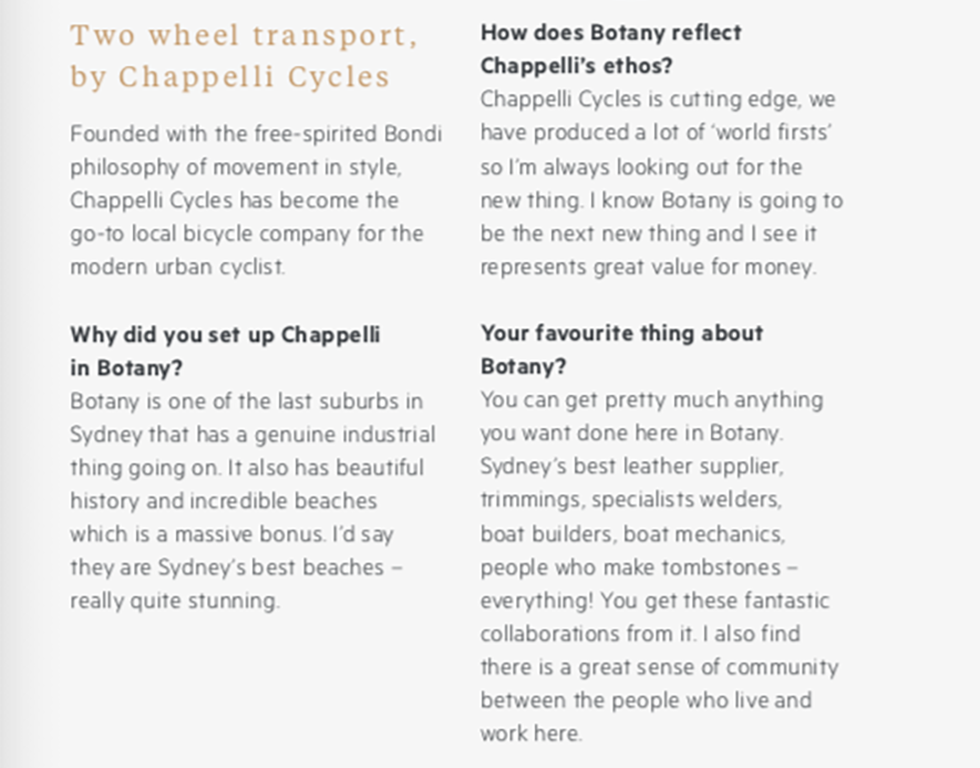 Two wheel transport,
by Chappelli Cycles
Founded with the free-spirited Bondi
philosophy of movement in style,
Chappelli Cycles has become the
go-to local bicycle company for the
modern urban cyclist.
Why did you set up Chappelli
in Botany?
Botany is one of the last suburbs in
Sydney that has a genuine industrial
thing going on. It also has beautiful
history and incredible beaches
which is a massive bonus. I’d say
they are Sydney’s best beaches –
really quite stunning.
How does Botany reflect
Chappelli’s ethos?
Chappelli Cycles is cutting edge, we
have produced a lot of ‘world firsts’
so I’m always looking out for the
new thing. I know Botany is going to
be the next new thing and I see it
represents great value for money.
Your favourite thing about
Botany?
You can get pretty much anything
you want done here in Botany.
Sydney’s best leather supplier,
trimmings, specialists welders,
boat builders, boat mechanics,
people who make tombstones –
everything! You get these fantastic
collaborations from it. I also find
there is a great sense of community
between the people who live and
work here.